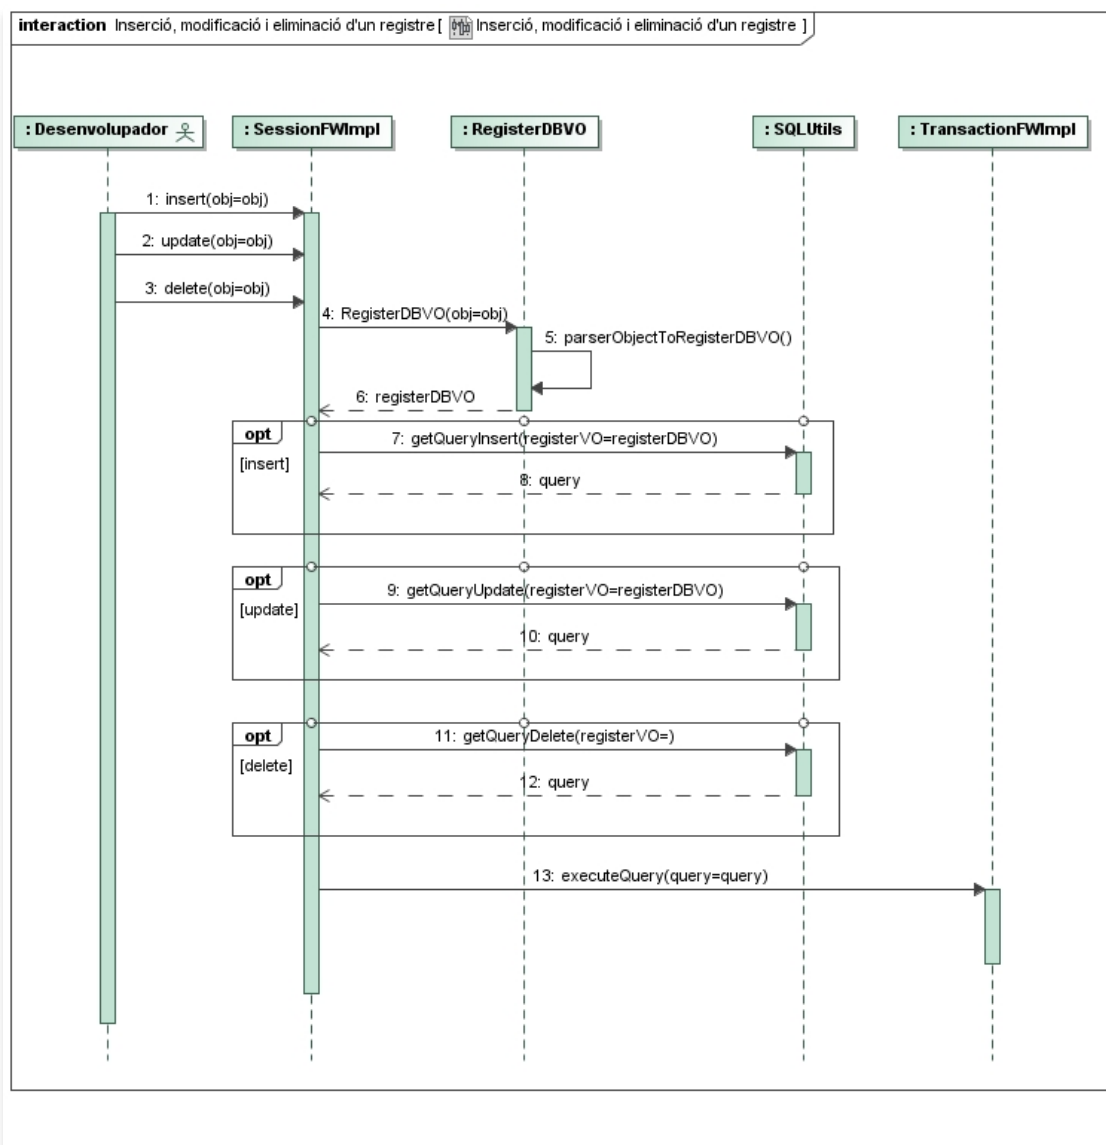 interaction Inserció, modificació i eliminació d'un registre [ Inserció, modificació i eliminació d'un registre ]
: Desenvolupador
: SessionFWImpl
: RegisterDBVO
: SQLUtils
: TransactionFWImpl
1: insert(obj=obj)
2: update(obj=obj)
3: delete(obj=obj)
4: RegisterDBVO(obj=obj)
5: parserObjectToRegisterDBVO()
6: registerDBVO
opt
7: getQueryInsert(registerVO=registerDBVO)
[insert]
8: query
opt
9: getQueryUpdate(registerVO=registerDBVO)
[update]
10: query
opt
11: getQueryDelete(registerVO=)
[delete]
12: query
13: executeQuery(query=query)